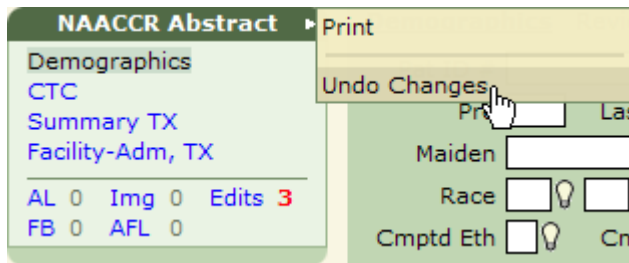 NAACCR Abstract
Print
Demographics
Undo Changes
CTC
Summary TX
Facility-Adm, TX
Maiden
AL 0 Img 0 Edits 3
Race
FB 0 AFL 0
Cmptd Eth